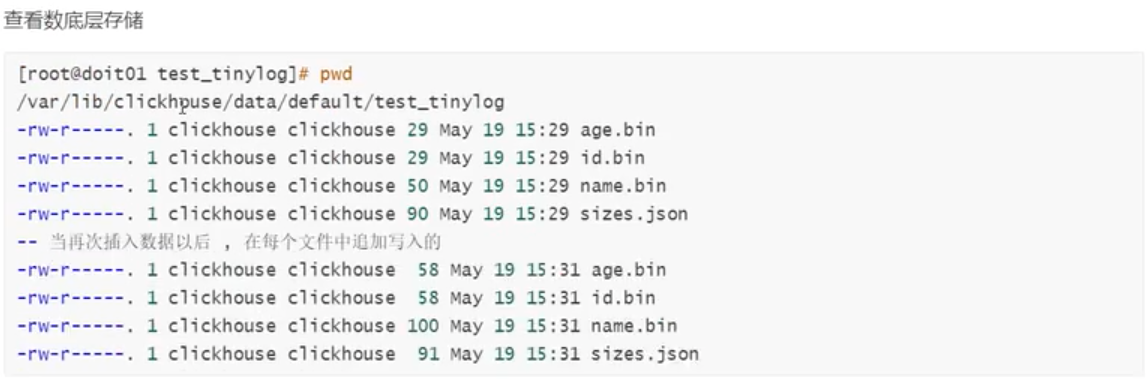 查看数底层存储
[root@doit01 test_tinylog]# pwd
/var/lib/clickhouse/data/default/test_tinylog
-rw-r-----. 1 clickhouse clickhouse 29 May 19 15:29 age.bin
-rw-r-----. 1 clickhouse clickhouse 29 May 19 15:29 id.bin
-rw-r-----. 1 clickhouse clickhouse 50 May 19 15:29 name.bin
-rw-r-----. 1 clickhouse clickhouse 90 May 19 15:29 sizes.json
-- 当再次插入数据以后 , 在每个文件中追加写入的
-rw-r-----. 1 clickhouse clickhouse  58 May 19 15:31 age.bin
-rw-r-----. 1 clickhouse clickhouse  58 May 19 15:31 id.bin
-rw-r-----. 1 clickhouse clickhouse 100 May 19 15:31 name.bin
-rw-r-----. 1 clickhouse clickhouse  91 May 19 15:31 sizes.json